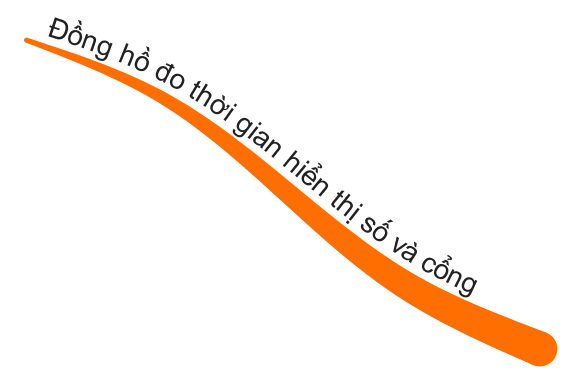 Đồng hồ đo thời gian hiển thị số và cổng